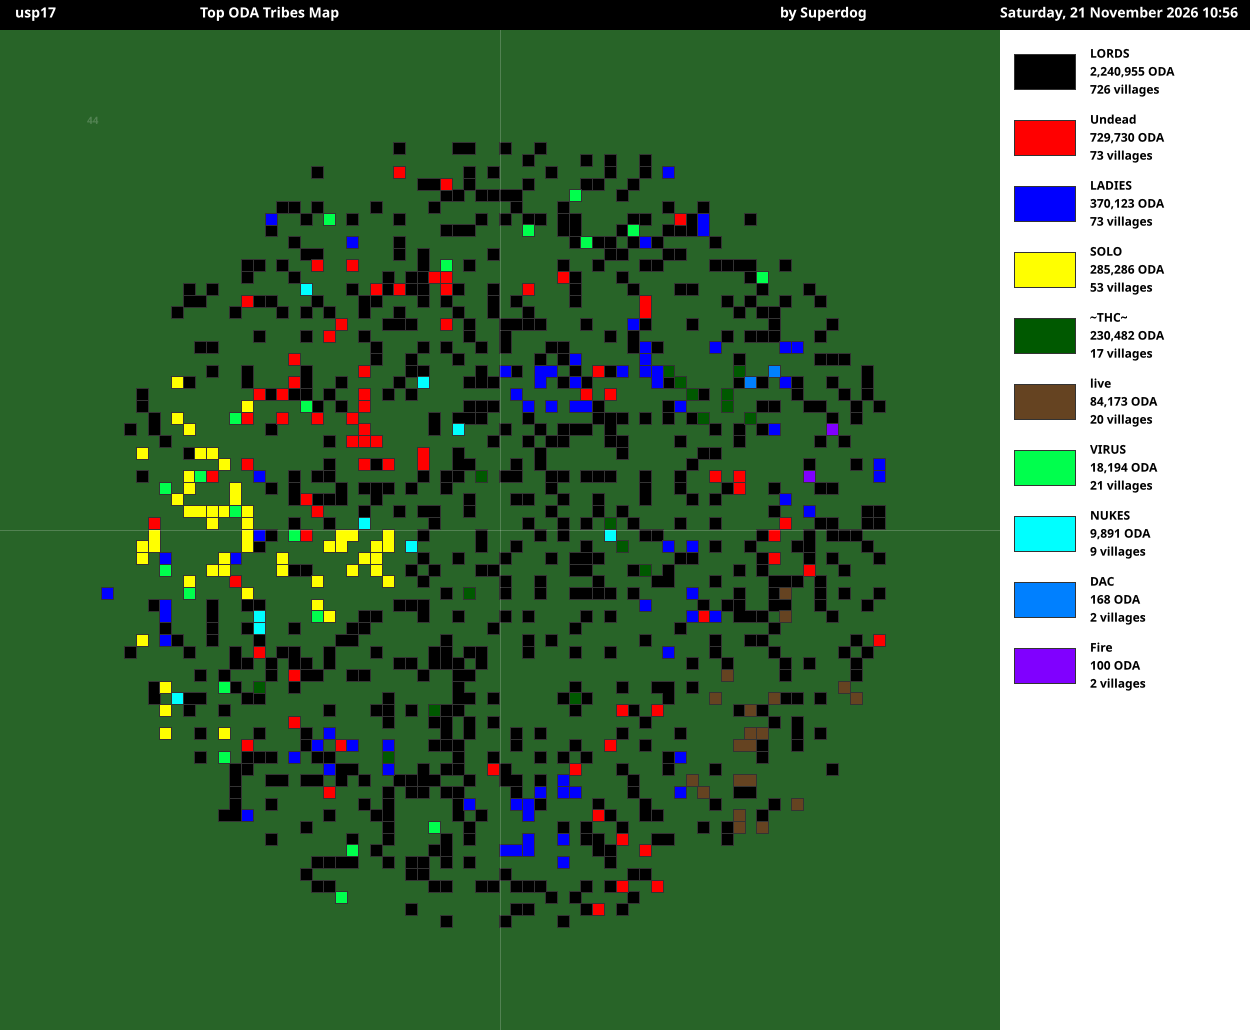 usp17 Top ODA Tribes Map by Superdog Saturday, 21 November 2026 10:56
44
LORDS
2,240,955 ODA
726 villages
Undead
729,730 ODA
73 villages
LADIES
370,123 ODA
73 villages
SOLO
285,286 ODA
53 villages
~THC~
230,482 ODA
17 villages
live
84,173 ODA
20 villages
VIRUS
18,194 ODA
21 villages
NUKES
9,891 ODA
9 villages
DAC
168 ODA
2 villages
Fire
100 ODA
2 villages